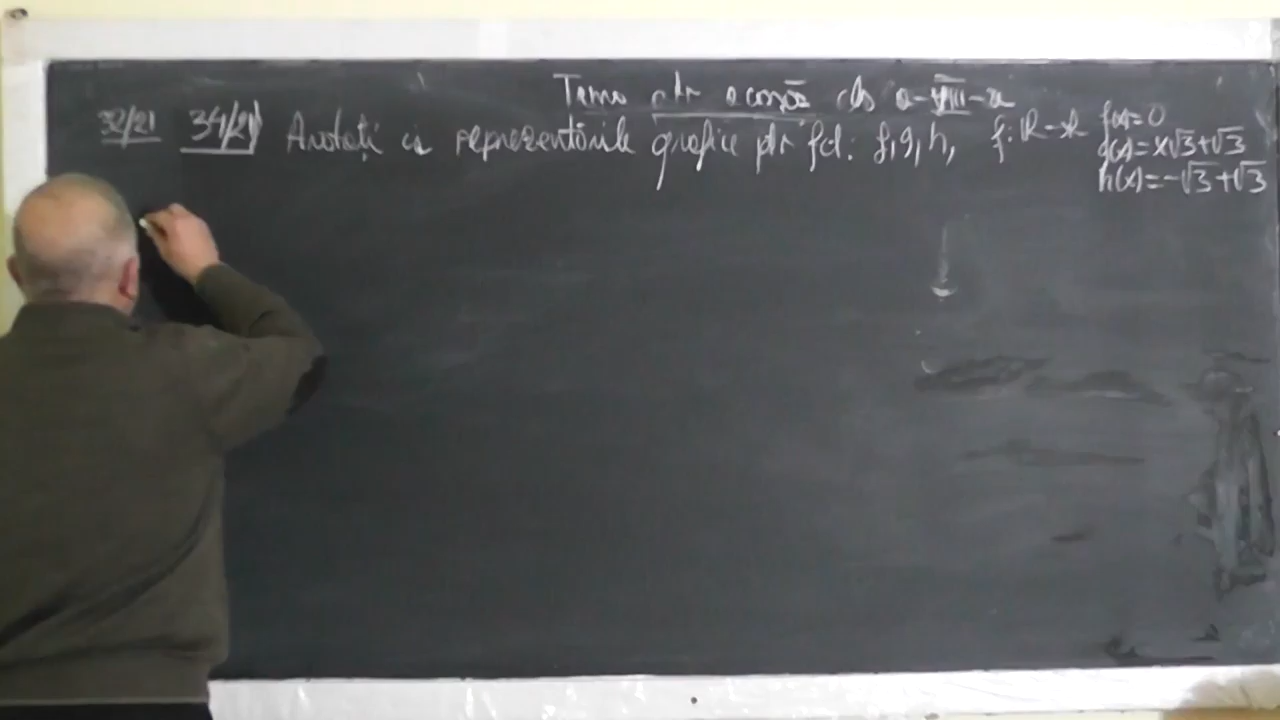 Tema ptr acasă cls a-VIII-a
32/21 34/21 Arătați că reprezentările grafice ptr fct: f,g,h, f:R→R f(x)=0
g(x)=x√3+√3
h(x)=-√3+√3